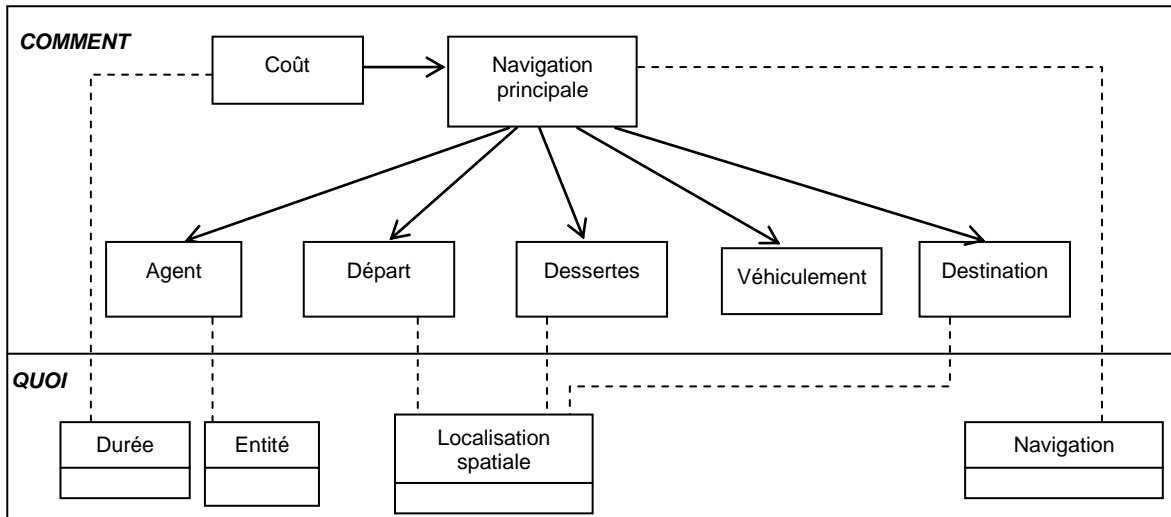 COMMENT
Coût
Navigation
principale
Agent
Départ
Dessertes
Véhiculement
Destination
QUOI
Durée
Entité
Localisation
spatiale
Navigation